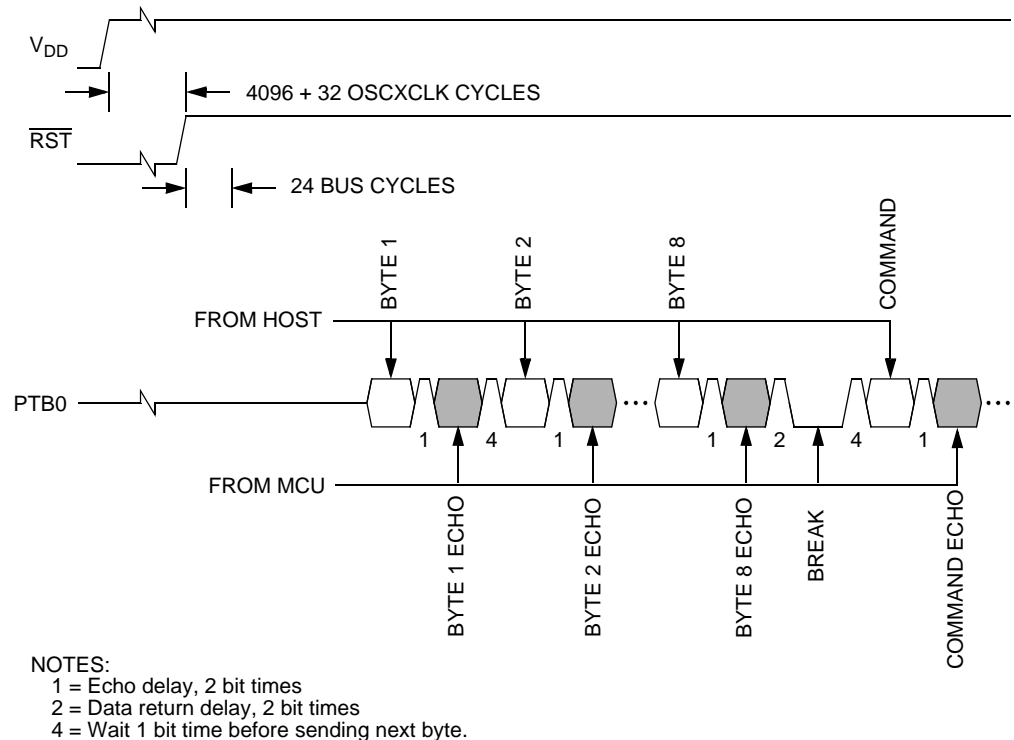 VDD
4096 + 32 OSCXCLK CYCLES
RST
24 BUS CYCLES
BYTE 1
BYTE 2
BYTE 8
COMMAND
FROM HOST
PTB0
1
4
1
1
2
4
1
FROM MCU
BYTE 1 ECHO
BYTE 2 ECHO
BYTE 8 ECHO
BREAK
COMMAND ECHO
NOTES:
1 = Echo delay, 2 bit times
2 = Data return delay, 2 bit times
4 = Wait 1 bit time before sending next byte.